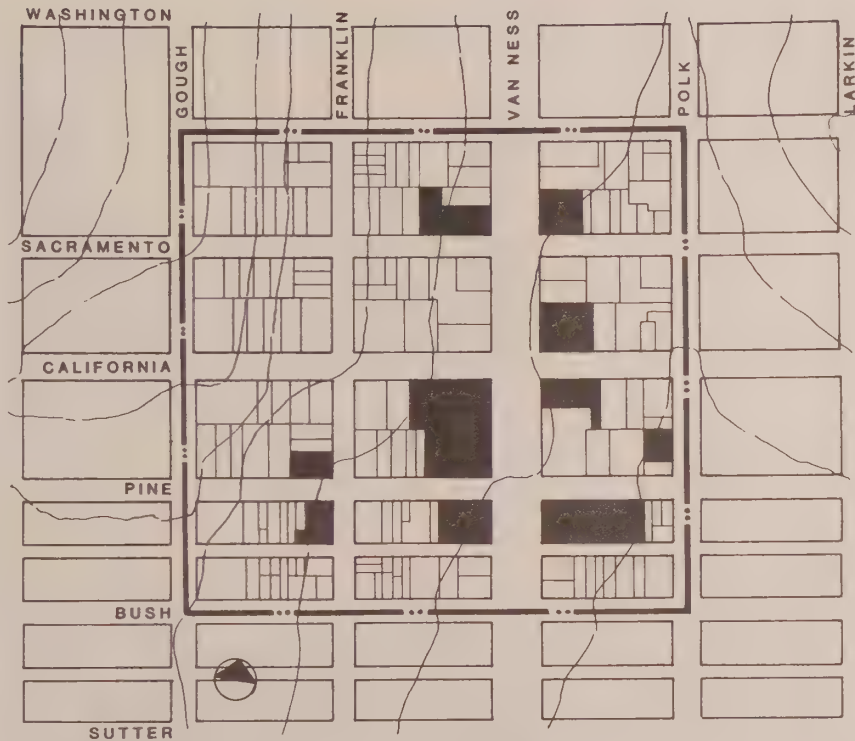 WASHINGTON
GOUGH
FRANKLIN
VAN NESS
POLK
LARKIN
SACRAMENTO
CALIFORNIA
PINE
BUSH
SUTTER